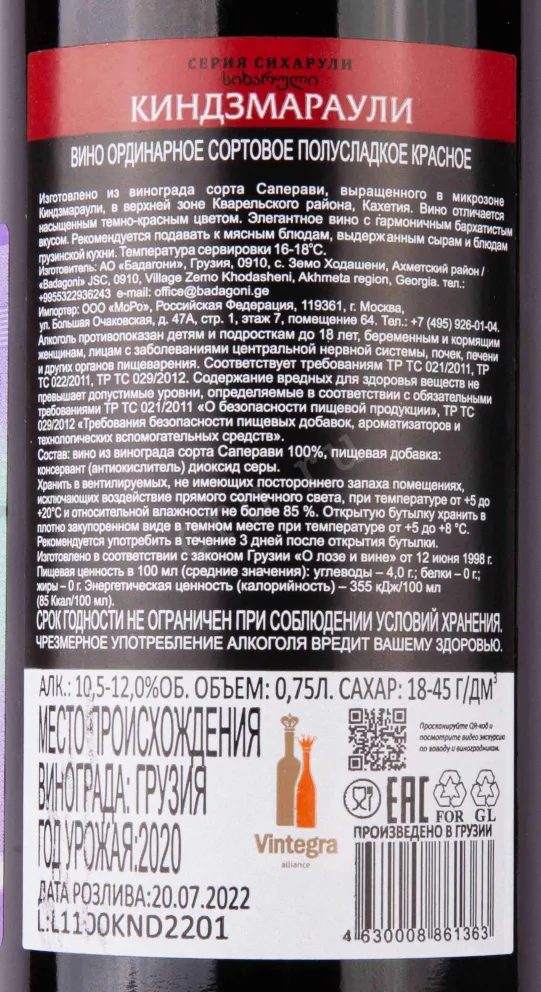 СЕРИЯ СИХАРУЛИ
სიხარული
КИНДЗМАРАУЛИ
ВИНО ОРДИНАРНОЕ СОРТОВОЕ ПОЛУСЛАДКОЕ КРАСНОЕ
Изготовлено из винограда сорта Саперави, выращенного в микрозоне
Киндзмараули, в верхней зоне Кварельского района, Кахетия. Вино отличается
насыщенным темно-красным цветом. Элегантное вино с гармоничным бархатистым
вкусом. Рекомендуется подавать к мясным блюдам, выдержанным сырам и блюдам
грузинской кухни. Температура сервировки 16-18°C.
Изготовитель: АО «Бадагони», Грузия, 0910, с. Земо Ходашени, Ахметский район /
«Badagoni» JSC, 0910, Village Zemo Khodasheni, Akhmeta region, Georgia. тел.:
+9955322936243 e-mail: office@badagoni.ge
Импортер: ООО «МоРо», Российская Федерация, 119361, г. Москва,
ул. Большая Очаковская, д. 47А, стр. 1, этаж 7, помещение 64. Тел.: +7 (495) 926-01-04.
Алкоголь противопоказан детям и подросткам до 18 лет, беременным и кормящим
женщинам, лицам с заболеваниями центральной нервной системы, почек, печени
и других органов пищеварения. Соответствует требованиям ТР ТС 021/2011, ТР
ТС 022/2011, ТР ТС 029/2012. Содержание вредных для здоровья веществ не
превышает допустимые уровни, определяемые в соответствии с обязательными
требованиями ТР ТС 021/2011 «О безопасности пищевой продукции», ТР ТС
029/2012 «Требования безопасности пищевых добавок, ароматизаторов и
технологических вспомогательных средств».
Состав: вино из винограда сорта Саперави 100%, пищевая добавка:
консервант (антиокислитель) диоксид серы.
Хранить в вентилируемых, не имеющих постороннего запаха помещениях,
исключающих воздействие прямого солнечного света, при температуре от +5 до
+20°C и относительной влажности не более 85 %. Открытую бутылку хранить в
плотно закупоренном виде в темном месте при температуре от +5 до +8 °C.
Рекомендуется употребить в течение 3 дней после открытия бутылки.
Изготовлено в соответствии с законом Грузии «О лозе и вине» от 12 июня 1998 г.
Пищевая ценность в 100 мл (средние значения): углеводы – 4,0 г.; белки – 0 г.;
жиры – 0 г. Энергетическая ценность (калорийность) – 355 кДж/100 мл
(85 Ккал/100 мл).
СРОК ГОДНОСТИ НЕ ОГРАНИЧЕН ПРИ СОБЛЮДЕНИИ УСЛОВИЙ ХРАНЕНИЯ.
ЧРЕЗМЕРНОЕ УПОТРЕБЛЕНИЕ АЛКОГОЛЯ ВРЕДИТ ВАШЕМУ ЗДОРОВЬЮ.
АЛК.: 10,5-12,0%ОБ. ОБЪЕМ: 0,75Л. САХАР: 18-45 Г/ДМ³
МЕСТО ПРОИСХОЖДЕНИЯ
ВИНОГРАДА: ГРУЗИЯ
ГОД УРОЖАЯ:2020
ДАТА РОЗЛИВА:20.07.2022
L:L1100KND2201
Vintegra
alliance
Просканируйте QR-код и
посмотрите видео экскурсию
по заводу и виноградникам.
EAC
FOR GL
ПРОИЗВЕДЕНО В ГРУЗИИ
4 630008 861363